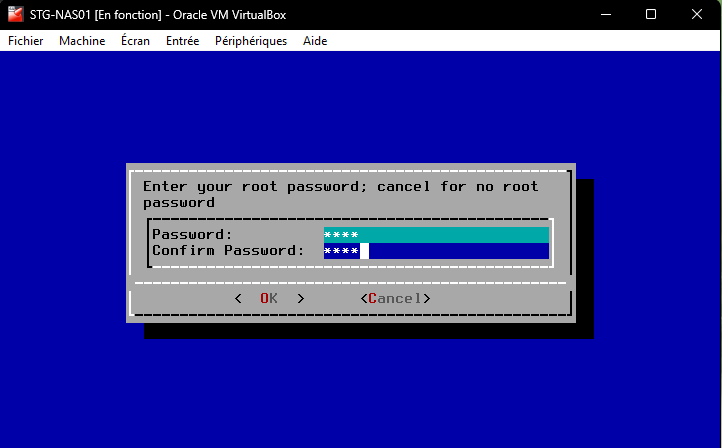 STG-NAS01 [En fonction] - Oracle VM VirtualBox
Fichier Machine Écran Entrée Périphériques Aide
Enter your root password; cancel for no root
password
Password: ****
Confirm Password: ****
< OK > <Cancel>